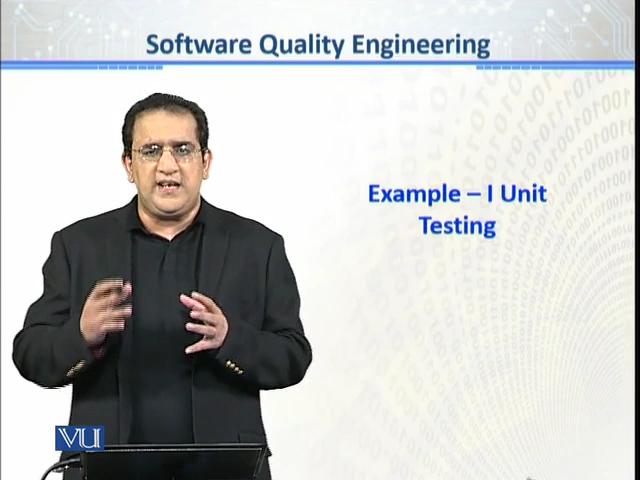 Software Quality Engineering
Example – I Unit
Testing
VU